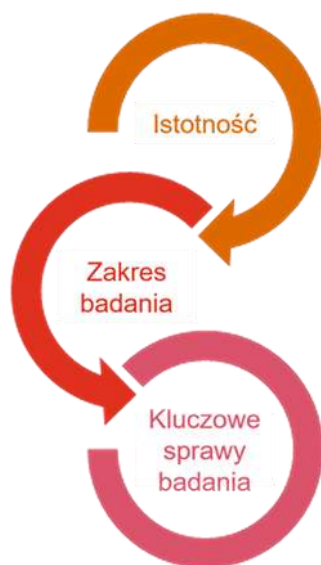 Istotność
Zakres
badania
Kluczowe
sprawy
badania